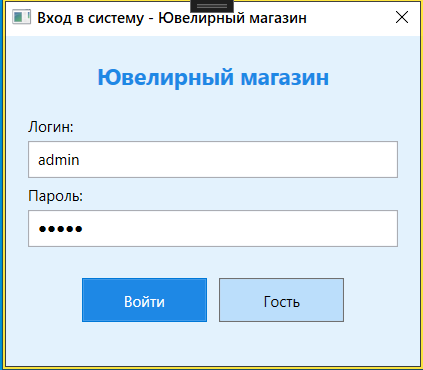 Вход в систему - Ювелирный магазин
Ювелирный магазин
Логин:
admin
Пароль:
●●●●●
Войти
Гость